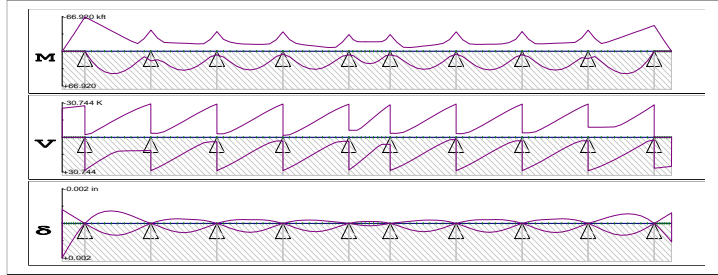 -66.920 kft
M
+66.920
-30.744 K
V
+30.744
-0.002 in
δ
+0.002